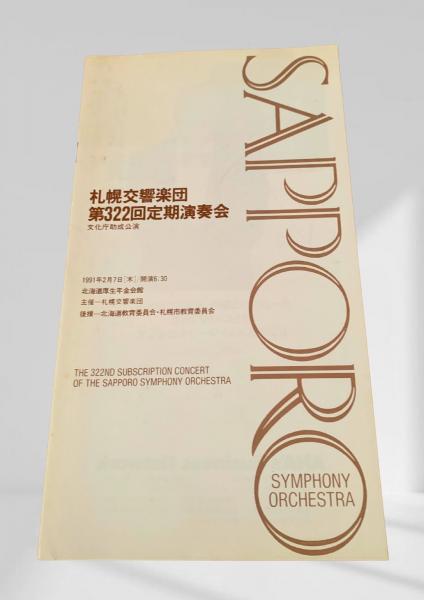 札幌交響楽団
第322回定期演奏会
文化庁助成公演
1991年2月7日[木] 開演6:30
北海道厚生年金会館
主催—札幌交響楽団
後援—北海道教育委員会・札幌市教育委員会
THE 322ND SUBSCRIPTION CONCERT
OF THE SAPPORO SYMPHONY ORCHESTRA
SAPPORO
SYMPHONY
ORCHESTRA